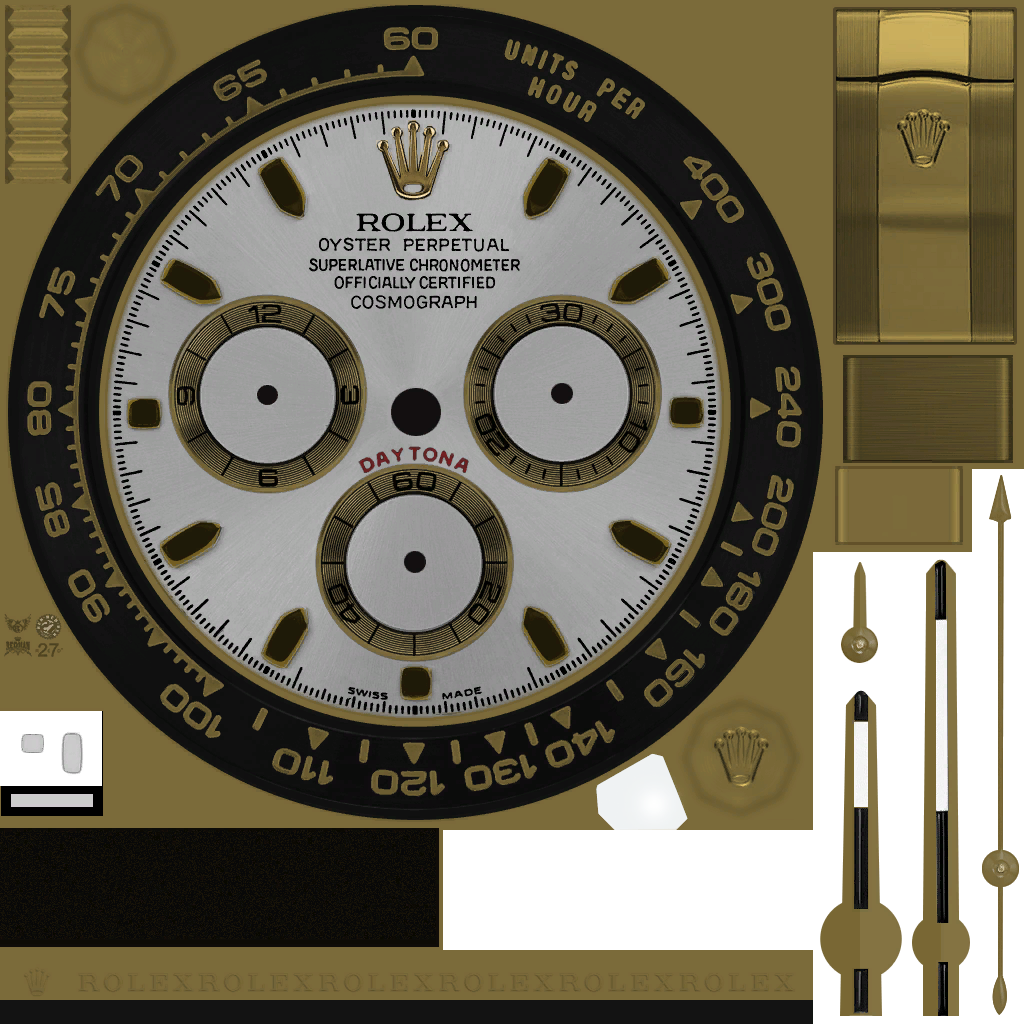 60
UNITS PER
HOUR
65
70
75
80
85
90
100
110
120
130
140
160
180
200
240
300
400
ROLEX
OYSTER PERPETUAL
SUPERLATIVE CHRONOMETER
OFFICIALLY CERTIFIED
COSMOGRAPH
12
3
6
9
30
10
20
DAYTONA
60
20
40
SWISS MADE
27
ROLEXROLEXROLEXROLEXROLEXROLEX